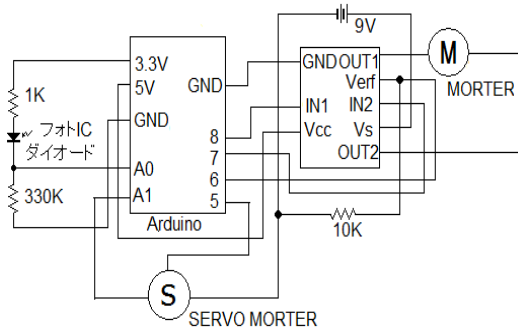 9V
3.3V
5V
GND
GND
A0
A1
8
7
6
5
Arduino
GND
OUT1
Verf
IN1
IN2
Vcc
Vs
OUT2
M
MORTER
1K
フォトIC
ダイオード
330K
10K
S
SERVO MORTER